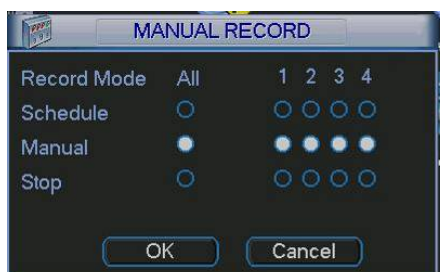 MANUAL RECORD
Record Mode All 1 2 3 4
Schedule
Manual
Stop
OK Cancel